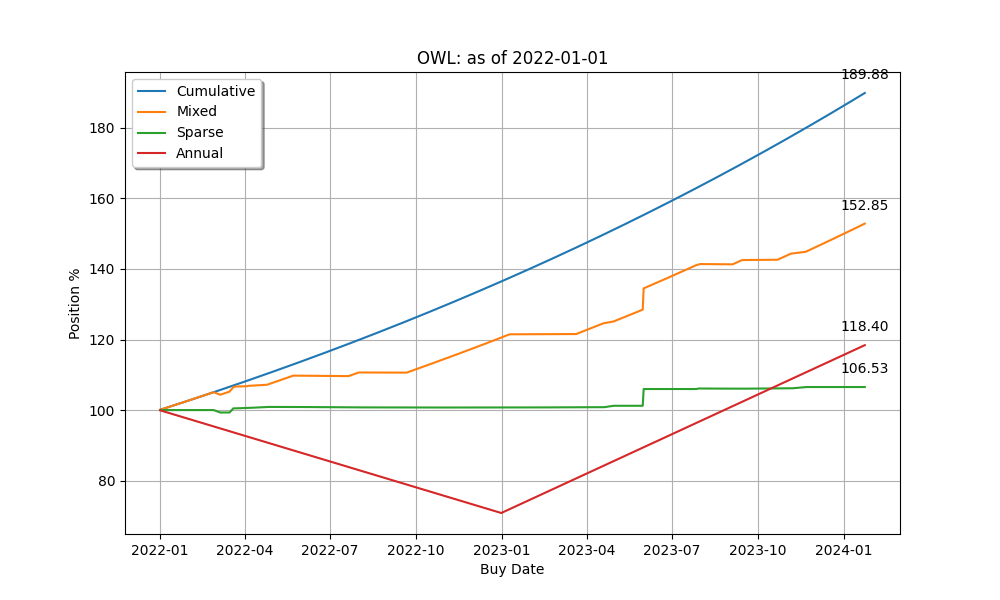 OWL: as of 2022-01-01
Cumulative
Mixed
Sparse
Annual
189.88
152.85
118.40
106.53
Position %
180
160
140
120
100
80
2022-01 2022-04 2022-07 2022-10 2023-01 2023-04 2023-07 2023-10 2024-01
Buy Date